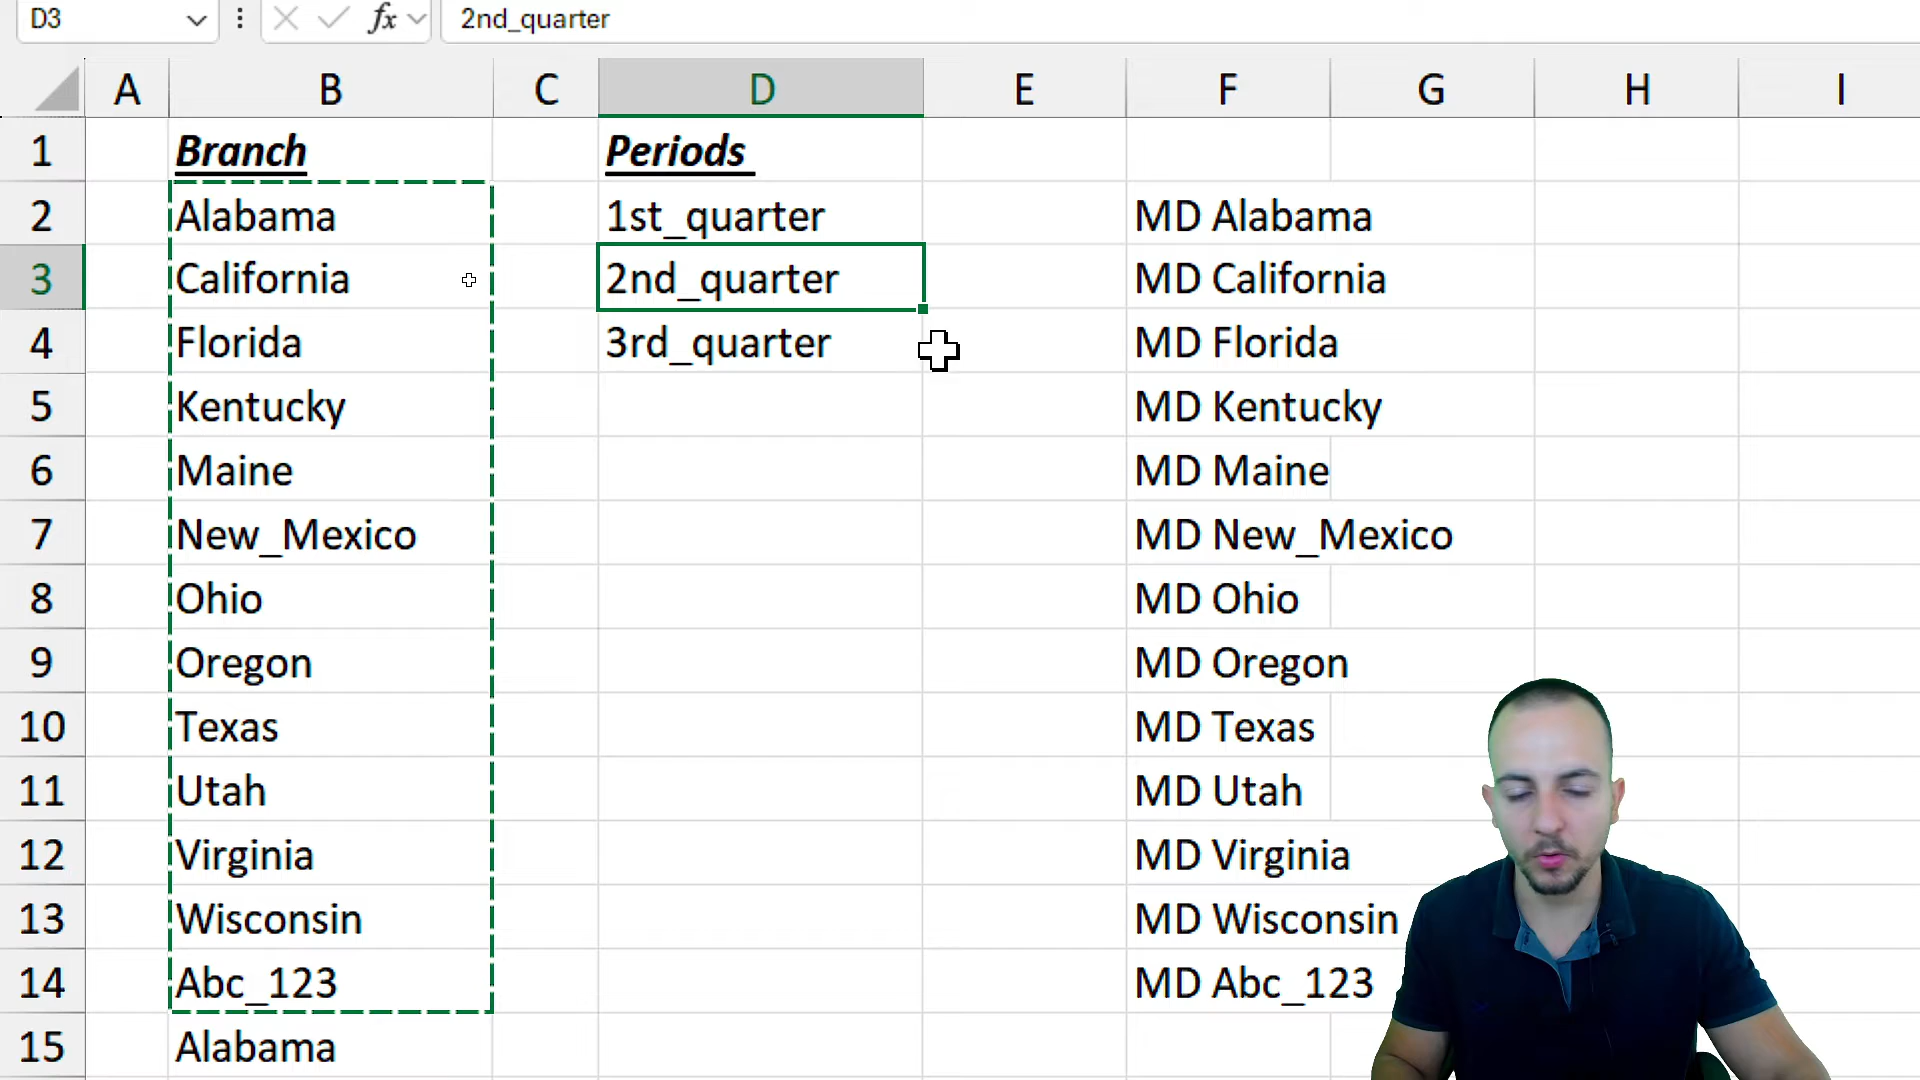 D3 fx 2nd_quarter
A B C D E F G H I
1 Branch Periods
2 Alabama 1st_quarter MD Alabama
3 California 2nd_quarter MD California
4 Florida 3rd_quarter MD Florida
5 Kentucky MD Kentucky
6 Maine MD Maine
7 New_Mexico MD New_Mexico
8 Ohio MD Ohio
9 Oregon MD Oregon
10 Texas MD Texas
11 Utah MD Utah
12 Virginia MD Virginia
13 Wisconsin MD Wisconsin
14 Abc_123 MD Abc_123
15 Alabama